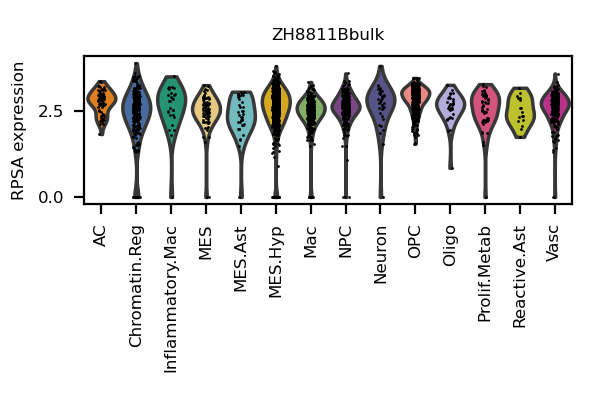 ZH8811Bbulk
RPSA expression
2.5
0.0
AC
Chromatin.Reg
Inflammatory.Mac
MES
MES.Ast
MES.Hyp
Mac
NPC
Neuron
OPC
Oligo
Prolif.Metab
Reactive.Ast
Vasc